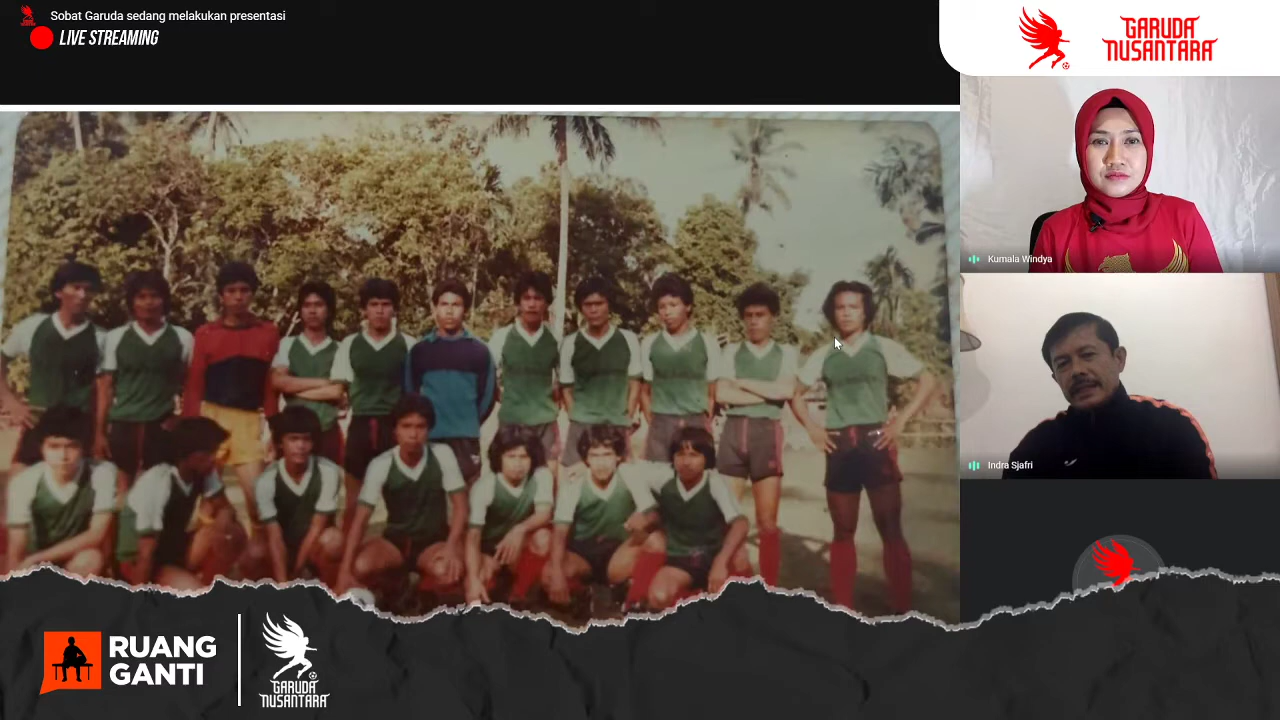 Sobat Garuda sedang melakukan presentasi
LIVE STREAMING
GARUDA
NUSANTARA
Kumala Windya
Indra Sjafri
RUANG
GANTI
GARUDA
NUSANTARA